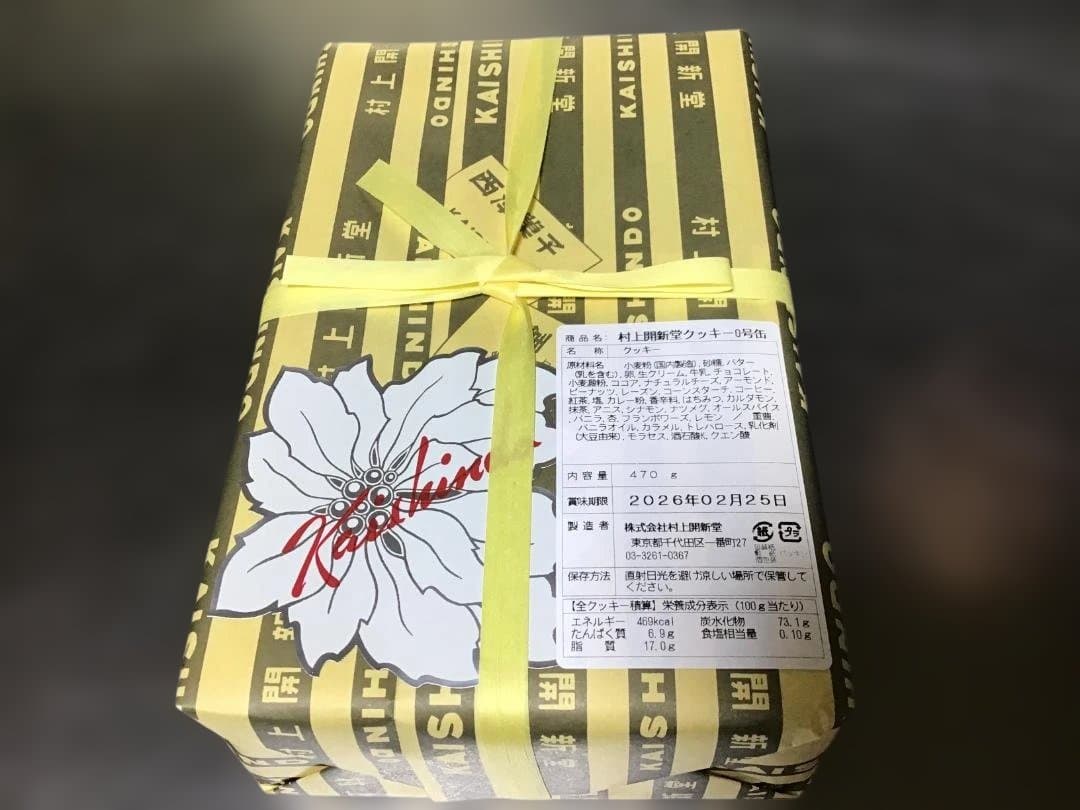 開新堂
村上開
KAISHINDO
KAISHI
村上
西洋菓子
Kaishindo
商品名: 村上開新堂クッキー0号缶
名 称 クッキー
原材料名 小麦粉(国内製造)、砂糖、バター
(乳を含む)、卵、生クリーム、牛乳、チョコレート、
小麦澱粉、ココア、ナチュラルチーズ、アーモンド、
ピーナッツ、レーズン、コーンスターチ、コーヒー、
紅茶、塩、カレー粉、香辛料、はちみつ、カルダモン、
抹茶、アニス、シナモン、ナツメグ、オールスパイス
、バニラ、杏、フランボワーズ、レモン / 重曹、
バニラオイル、カラメル、トレハロース、乳化剤
(大豆由来)、モラセス、酒石酸K、クエン酸
内容量 470 g
賞味期限 2026年02月25日
製造者 株式会社村上開新堂
東京都千代田区一番町27
03-3261-0367
紙 プラ
保存方法 直射日光を避け涼しい場所で保管して
ください。
【全クッキー積算】栄養成分表示(100g当たり)
エネルギー 469kcal 炭水化物 73.1g
たんぱく質 6.9g 食塩相当量 0.10g
脂 質 17.0g
開
KAISHI
開新